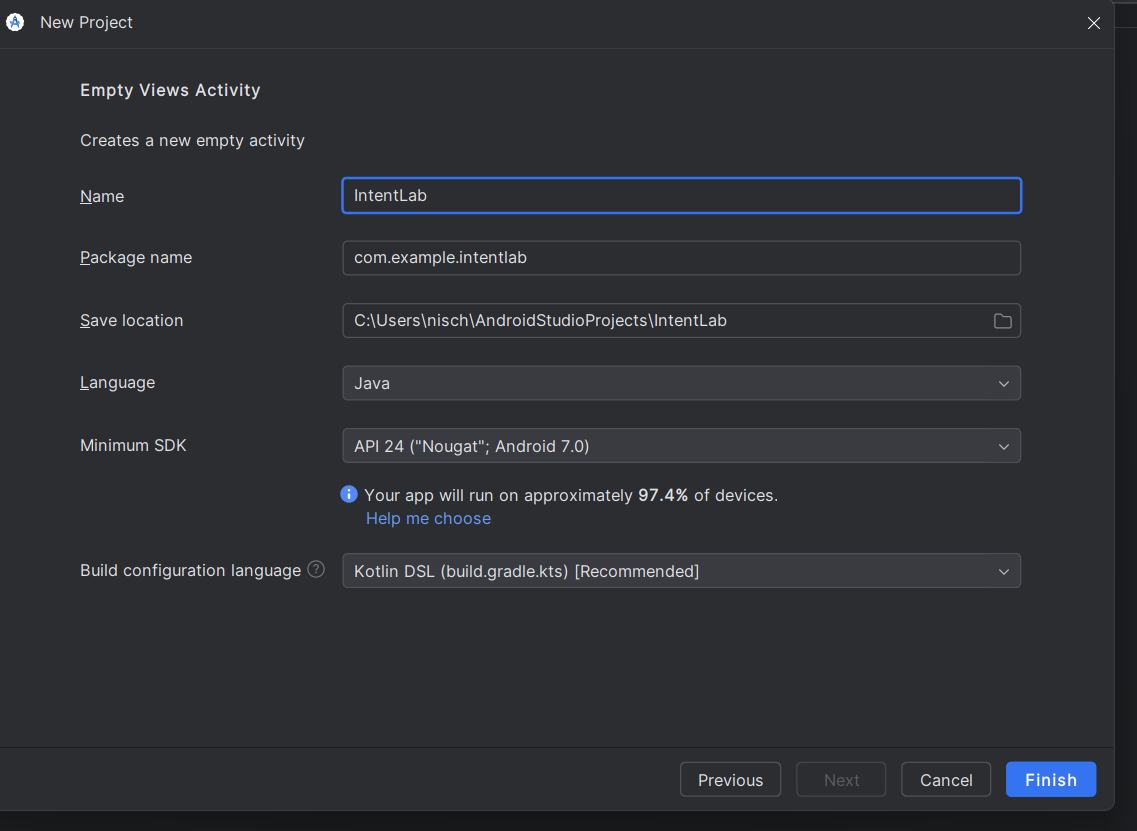 New Project
Empty Views Activity
Creates a new empty activity
Name
IntentLab
Package name
com.example.intentlab
Save location
C:\Users\nisch\AndroidStudioProjects\IntentLab
Language
Java
Minimum SDK
API 24 ("Nougat"; Android 7.0)
Your app will run on approximately 97.4% of devices.
Help me choose
Build configuration language
Kotlin DSL (build.gradle.kts) [Recommended]
Previous
Next
Cancel
Finish